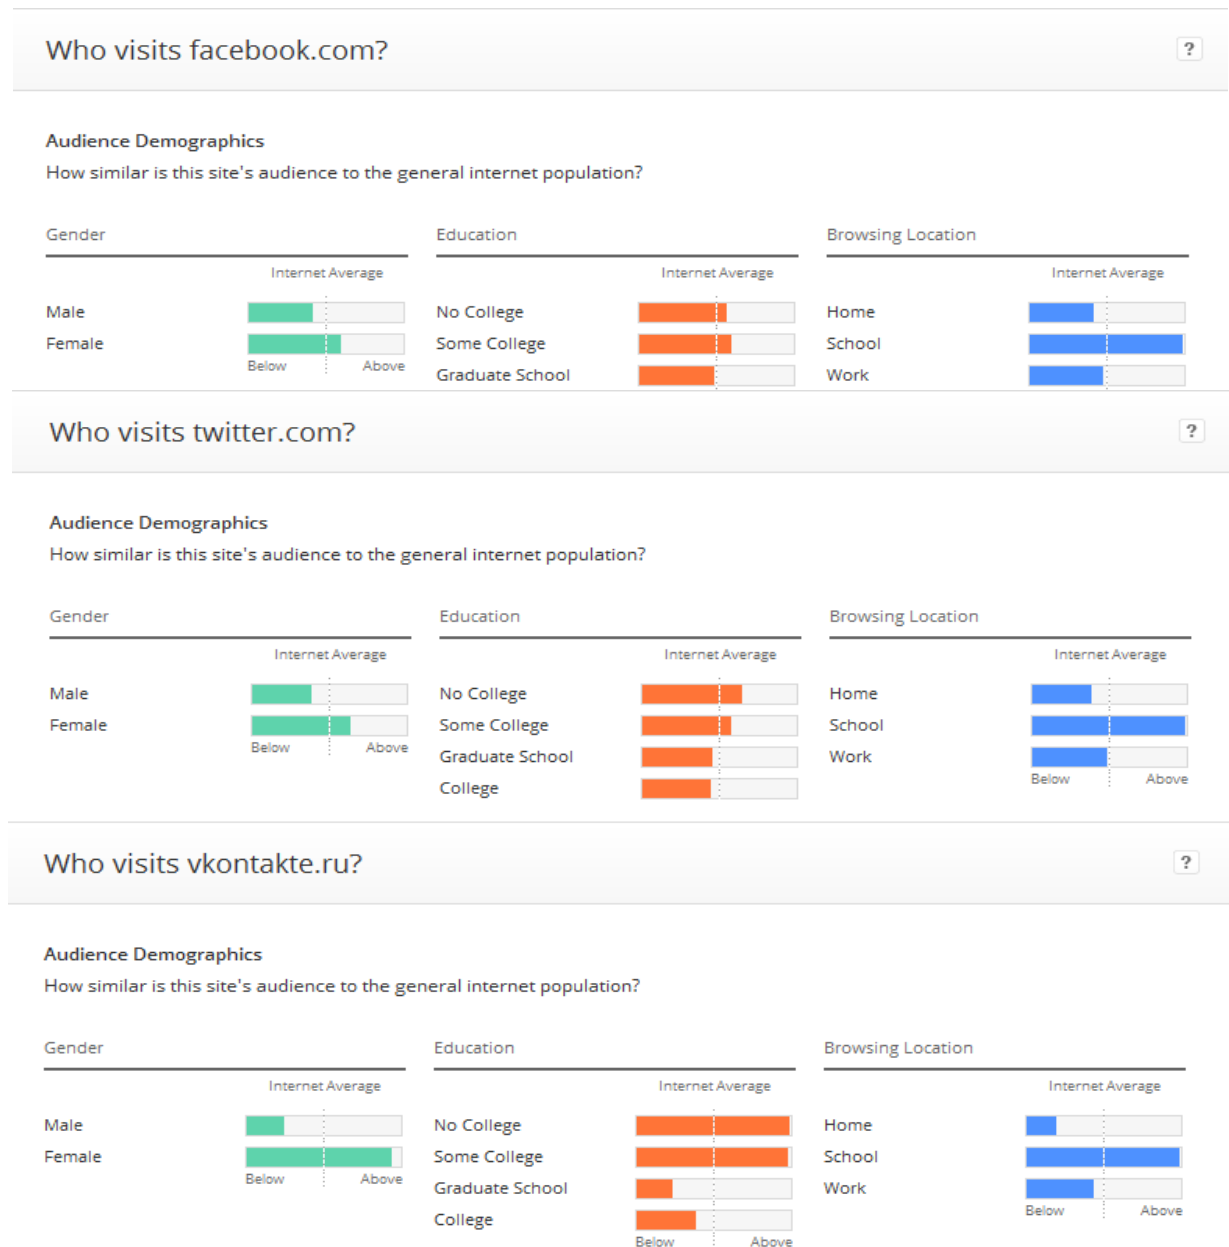 Who visits facebook.com?
?
Audience Demographics
How similar is this site's audience to the general internet population?
Gender Education Browsing Location
Internet Average Internet Average Internet Average
Male No College Home
Female Some College School
Below Above Graduate School Work
Who visits twitter.com?
?
Audience Demographics
How similar is this site's audience to the general internet population?
Gender Education Browsing Location
Internet Average Internet Average Internet Average
Male No College Home
Female Some College School
Below Above Graduate School Work
College Below Above
Who visits vkontakte.ru?
?
Audience Demographics
How similar is this site's audience to the general internet population?
Gender Education Browsing Location
Internet Average Internet Average Internet Average
Male No College Home
Female Some College School
Below Above Graduate School Work
College Below Above
Below Above